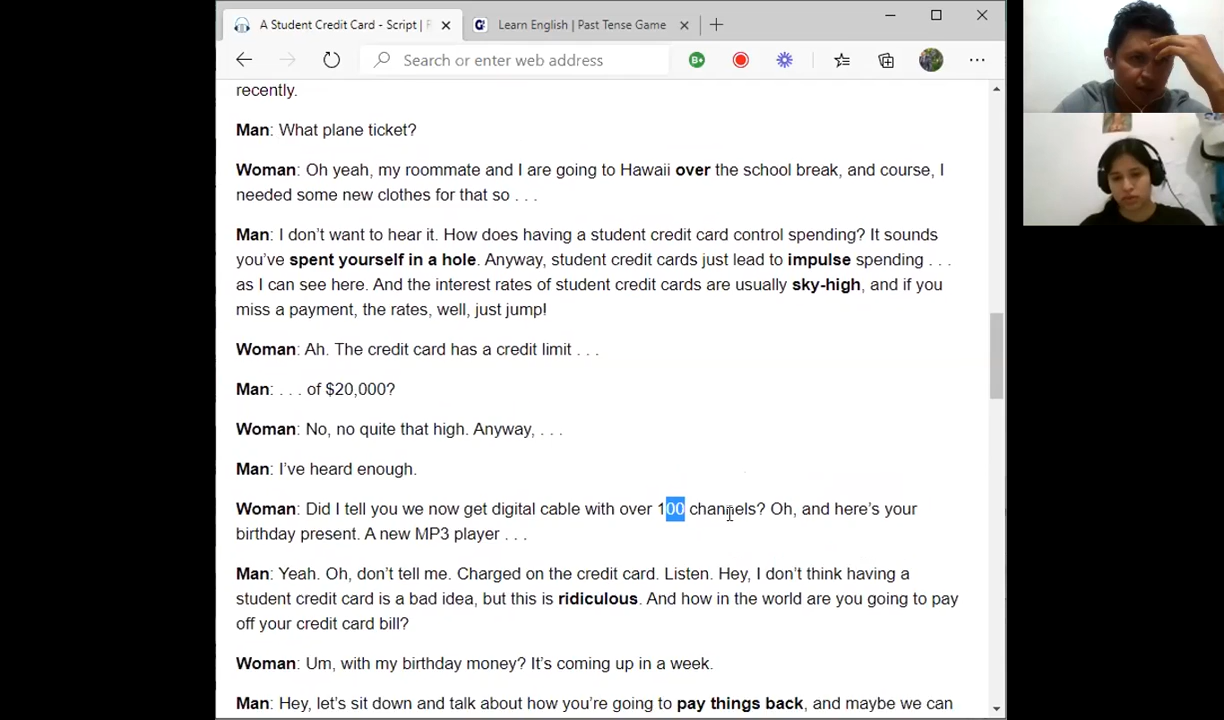 A Student Credit Card - Script | R
Learn English | Past Tense Game
Search or enter web address
recently.
Man: What plane ticket?
Woman: Oh yeah, my roommate and I are going to Hawaii over the school break, and course, I
needed some new clothes for that so . . .
Man: I don’t want to hear it. How does having a student credit card control spending? It sounds
you’ve spent yourself in a hole. Anyway, student credit cards just lead to impulse spending . . .
as I can see here. And the interest rates of student credit cards are usually sky-high, and if you
miss a payment, the rates, well, just jump!
Woman: Ah. The credit card has a credit limit . . .
Man: . . . of $20,000?
Woman: No, no quite that high. Anyway, . . .
Man: I’ve heard enough.
Woman: Did I tell you we now get digital cable with over 100 channels? Oh, and here’s your
birthday present. A new MP3 player . . .
Man: Yeah. Oh, don’t tell me. Charged on the credit card. Listen. Hey, I don’t think having a
student credit card is a bad idea, but this is ridiculous. And how in the world are you going to pay
off your credit card bill?
Woman: Um, with my birthday money? It’s coming up in a week.
Man: Hey, let’s sit down and talk about how you’re going to pay things back, and maybe we can